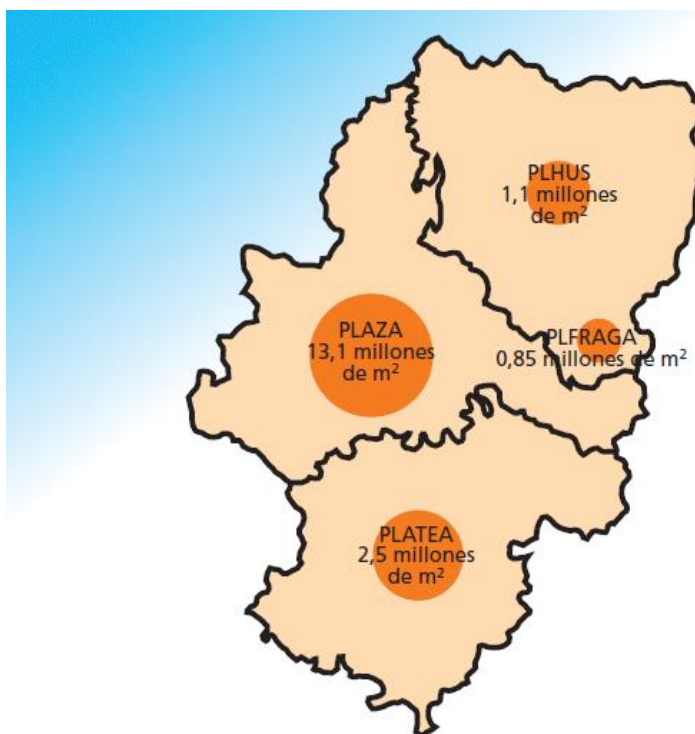 PLHUS
1,1 millones
de m²
PLAZA
13,1 millones
de m²
PLFRAGA
0,85 millones de m²
PLATEA
2,5 millones
de m²